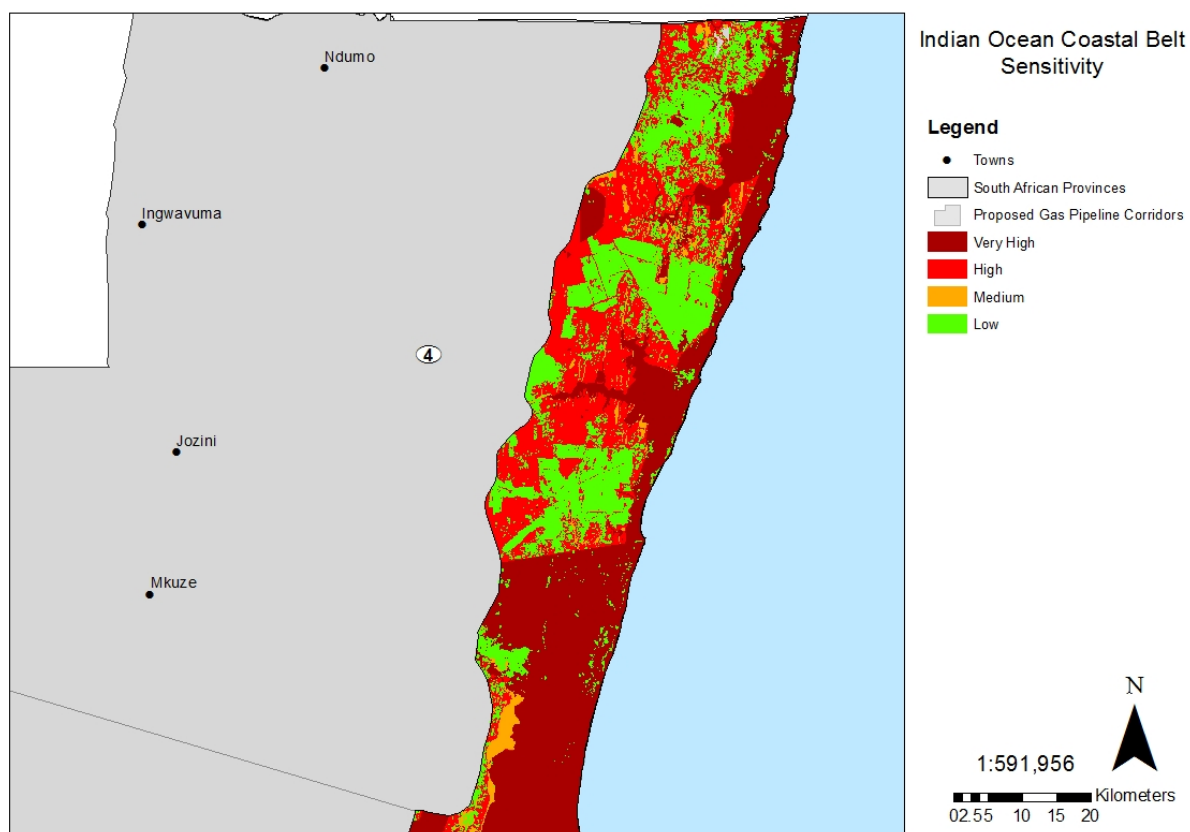 Indian Ocean Coastal Belt
Sensitivity
Legend
Towns
South African Provinces
Proposed Gas Pipeline Corridors
Very High
High
Medium
Low
Ndumo
Ingwavuma
4
Jozini
Mkuze
N
1:591,956
Kilometers
02.55 10 15 20